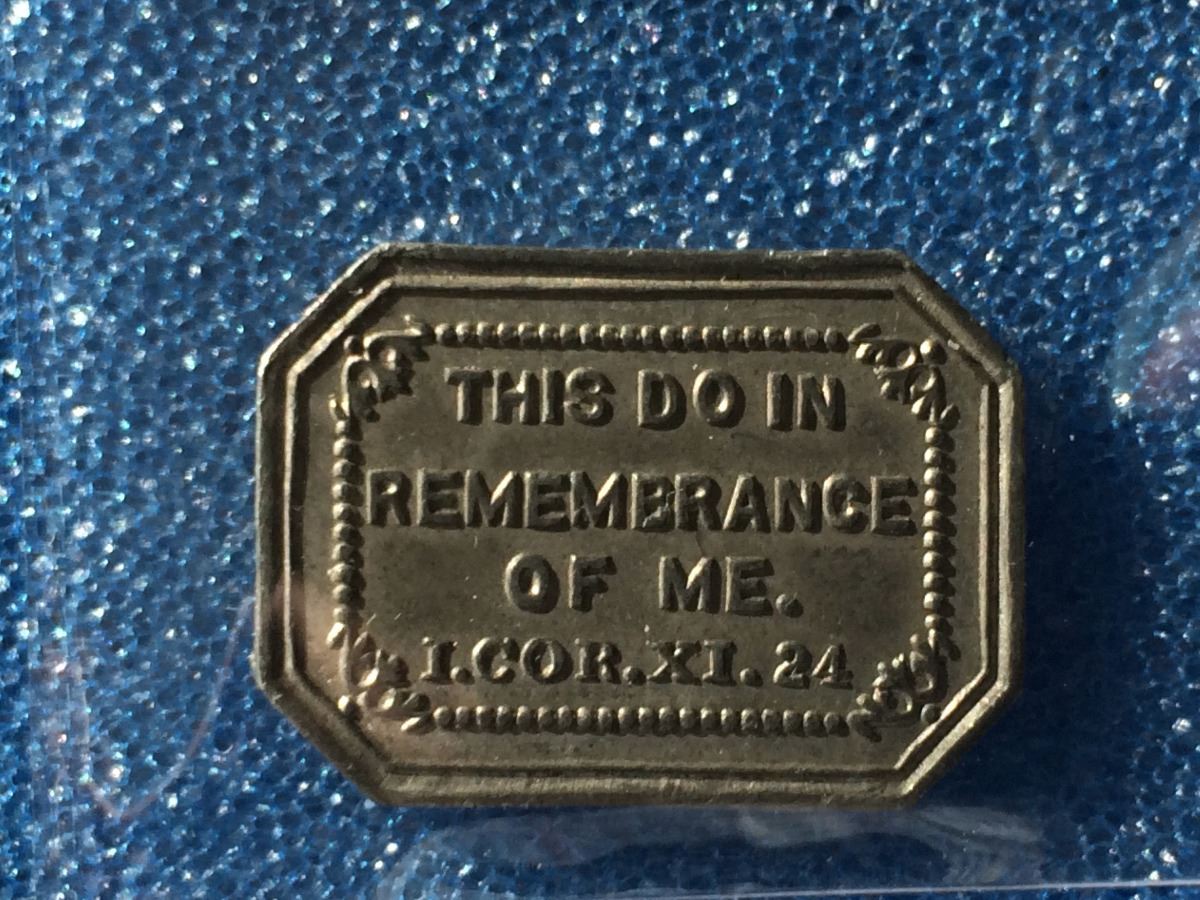 THIS DO IN
REMEMBRANCE
OF ME.
I.COR.XI.24